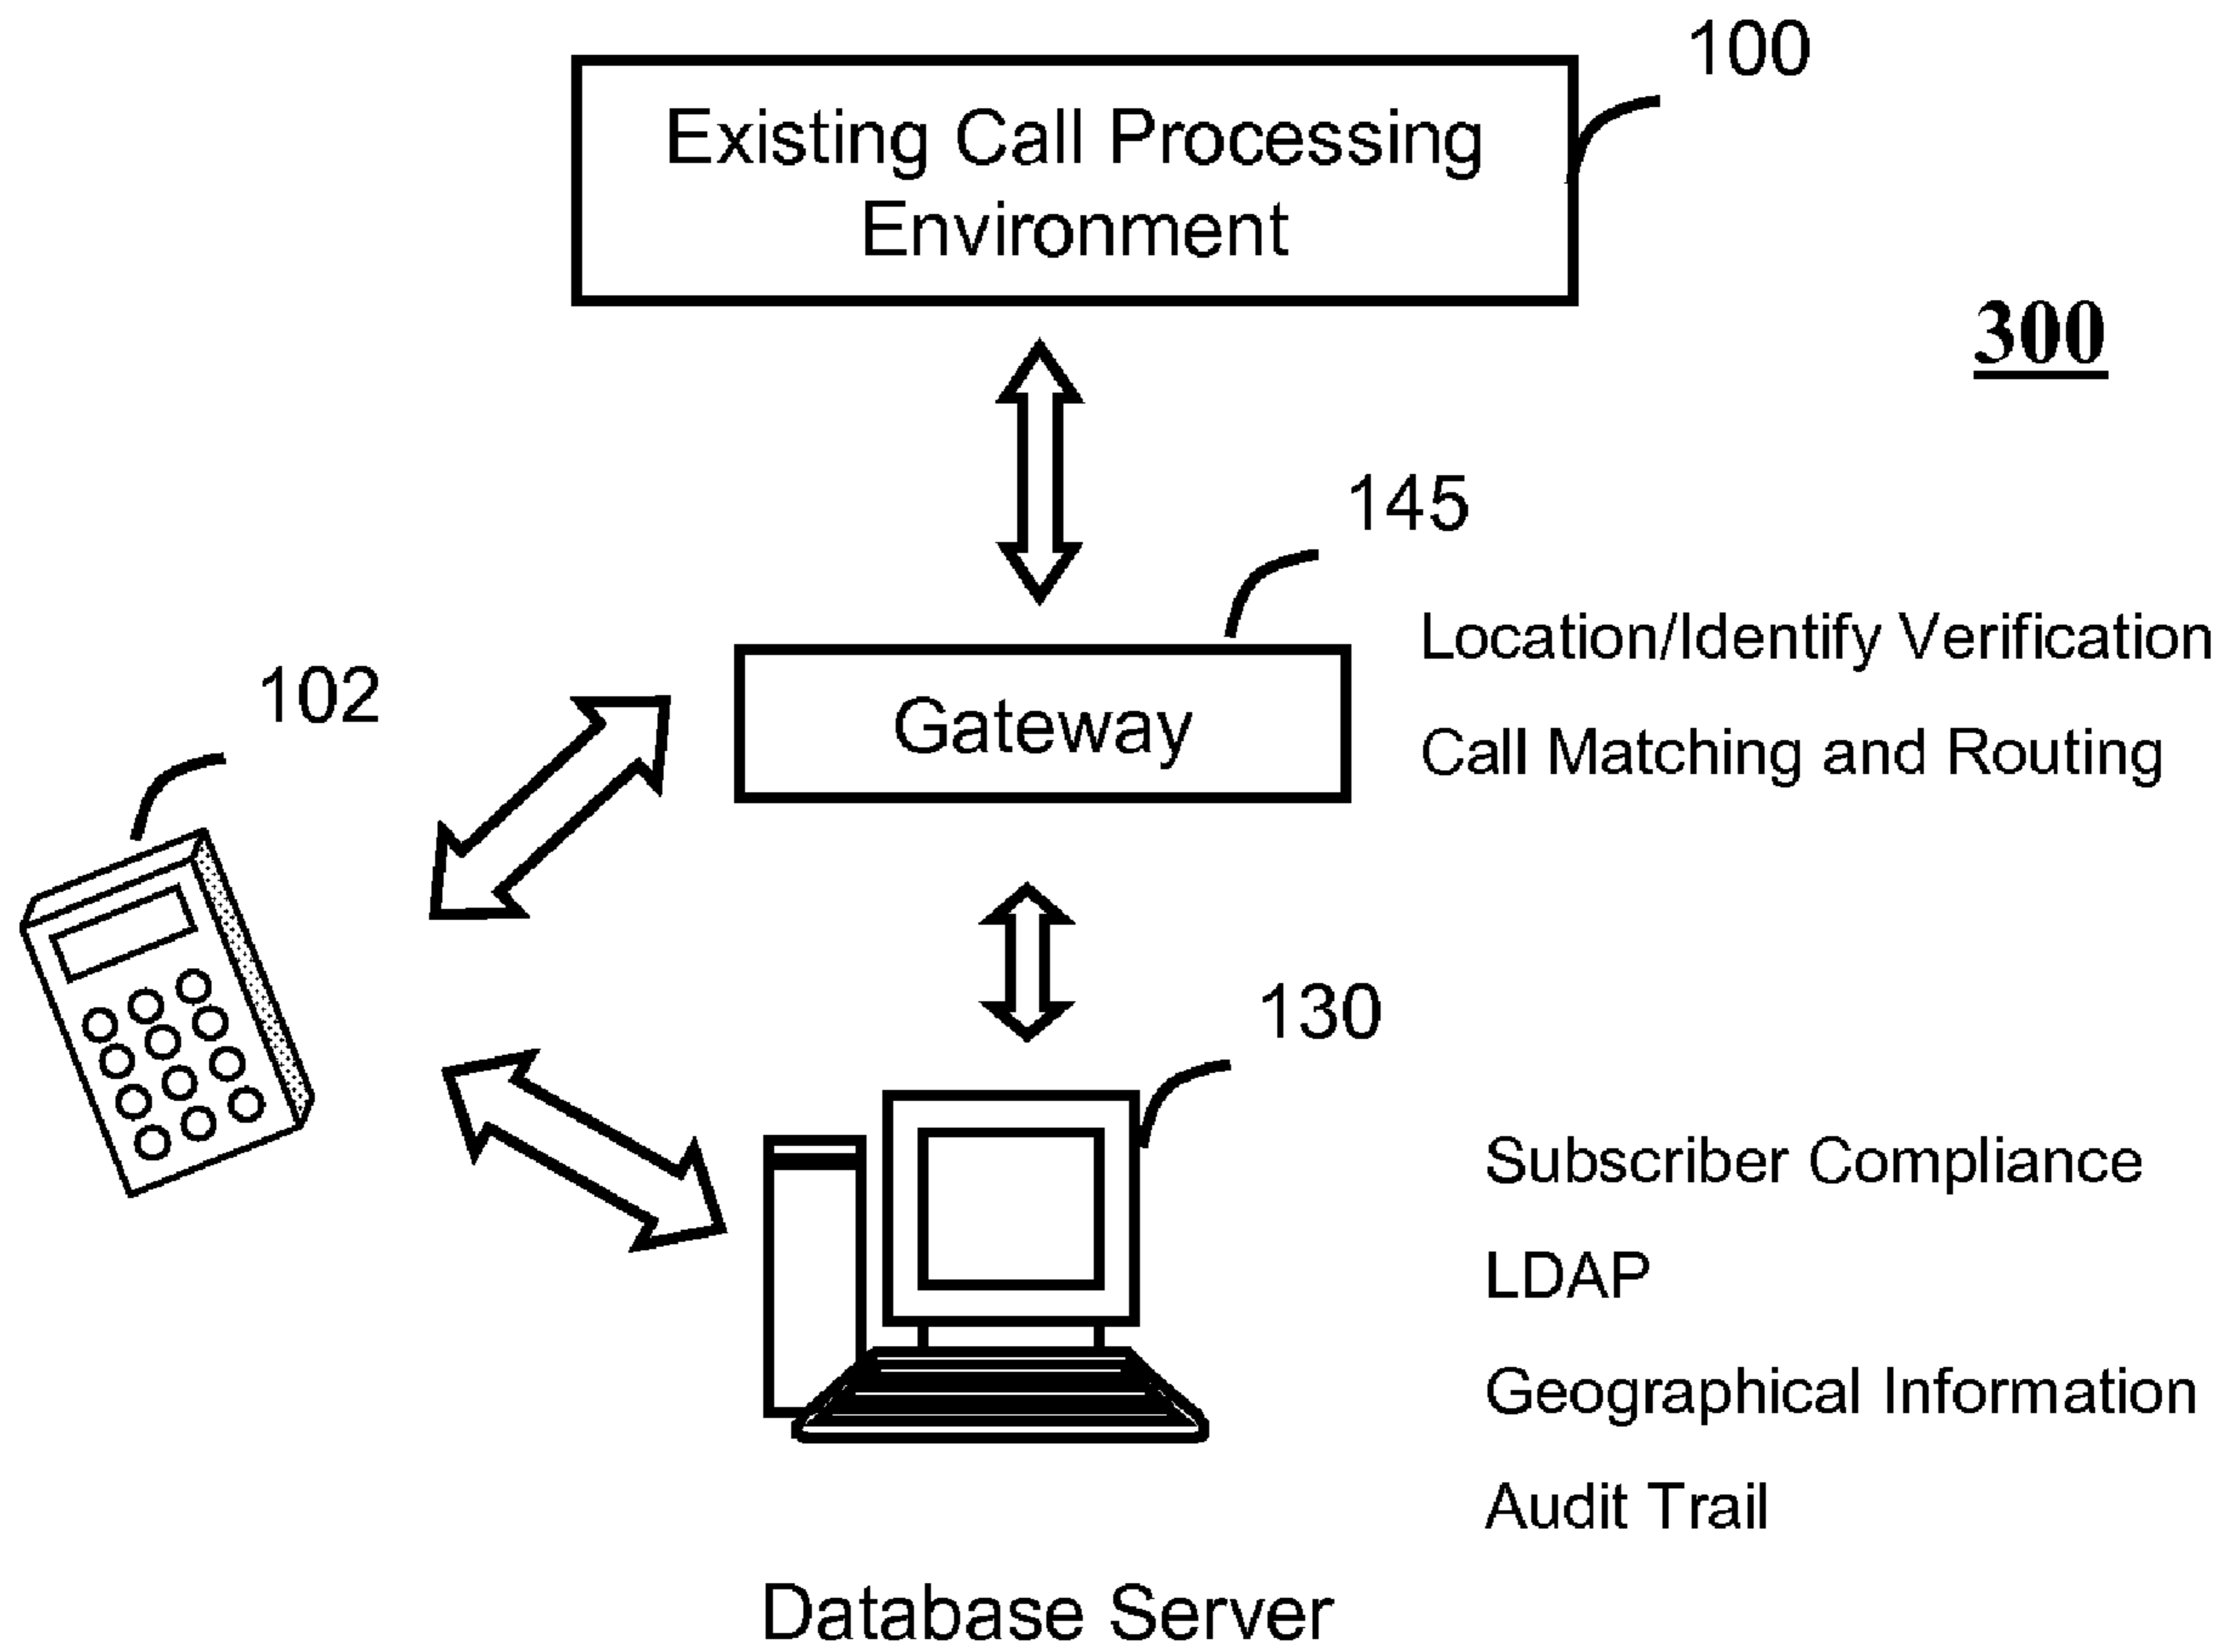 100
Existing Call Processing
Environment
300
145
Location/Identify Verification
102
Gateway
Call Matching and Routing
130
Subscriber Compliance
LDAP
Geographical Information
Audit Trail
Database Server